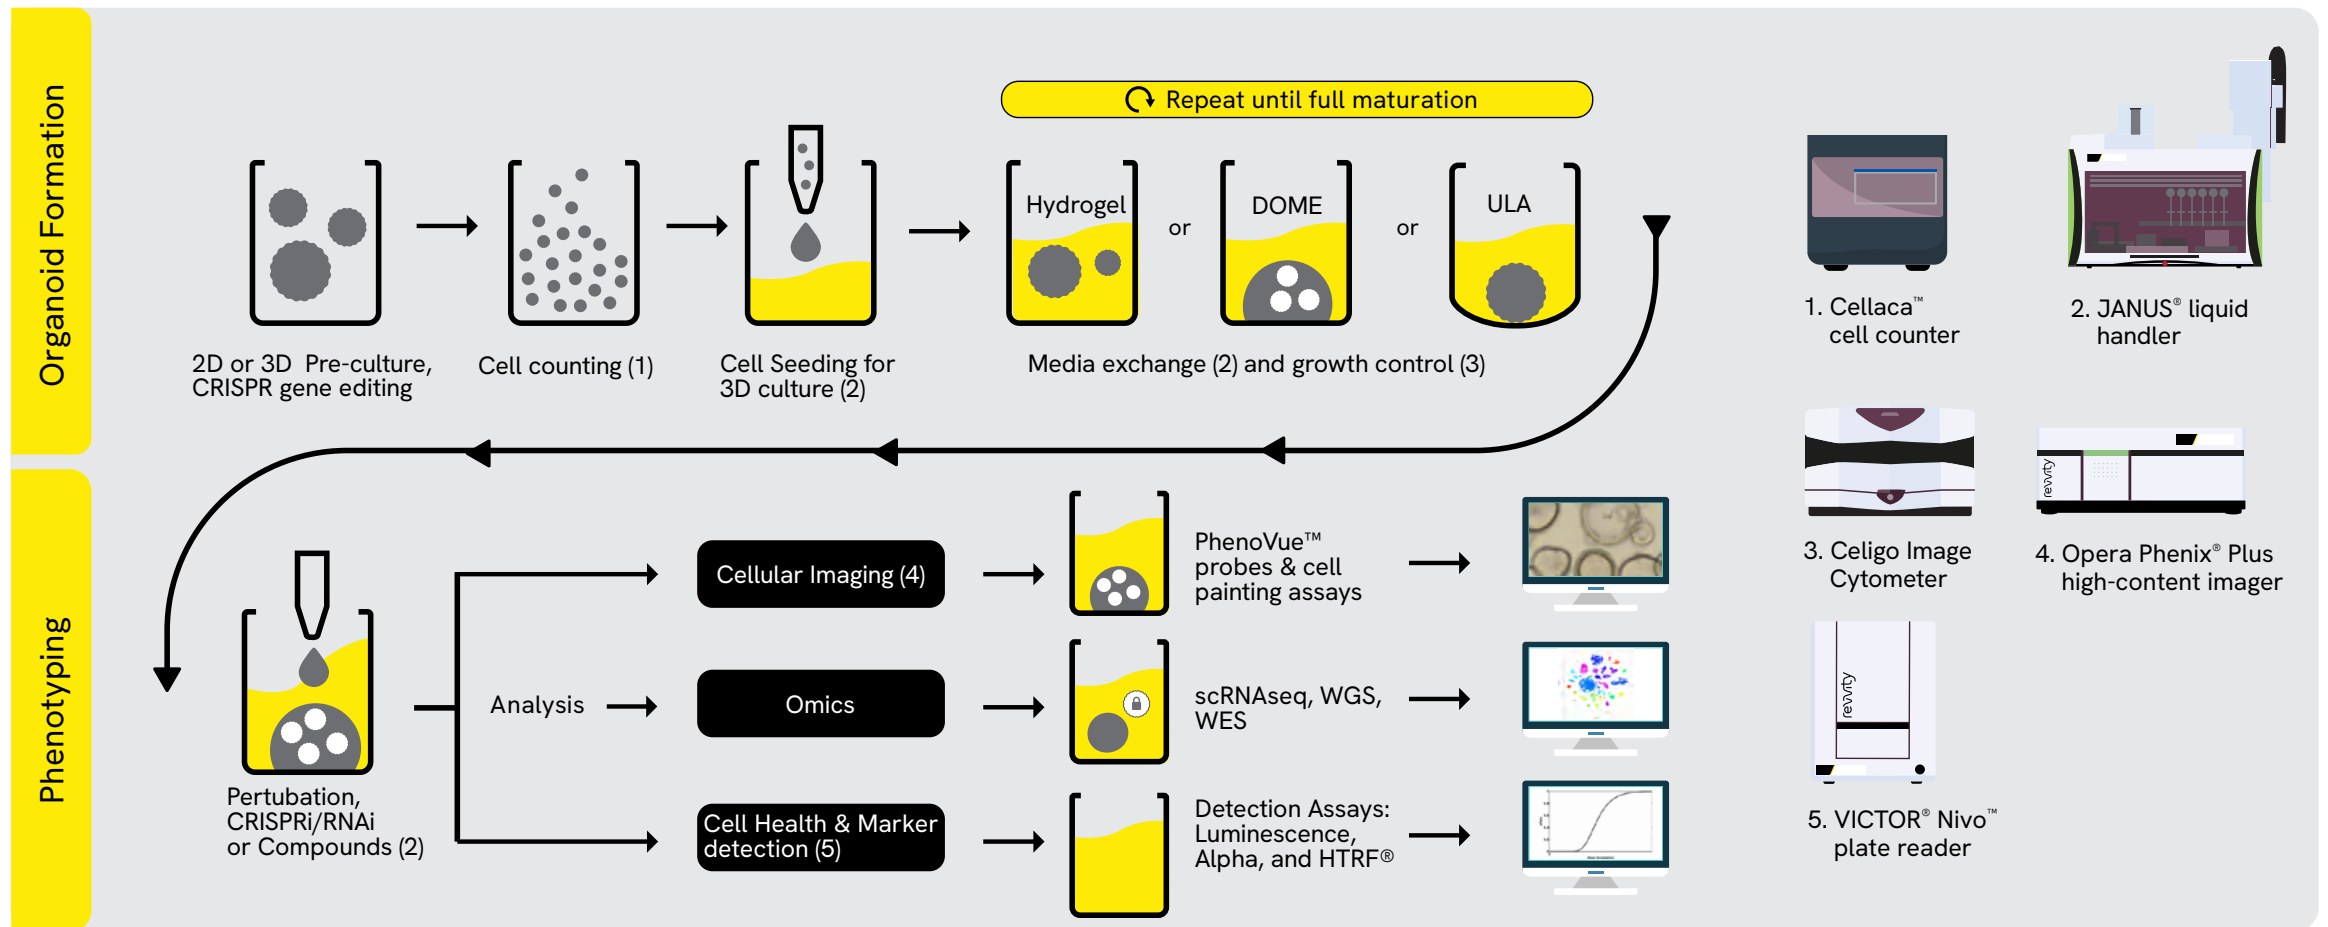 Organoid Formation
Repeat until full maturation
Hydrogel
or
DOME
or
ULA
2D or 3D Pre-culture,
CRISPR gene editing
Cell counting (1)
Cell Seeding for
3D culture (2)
Media exchange (2) and growth control (3)
1. Cellaca™
cell counter
2. JANUS® liquid
handler
3. Celigo Image
Cytometer
revvity
4. Opera Phenix® Plus
high-content imager
revvity
5. VICTOR® Nivo™
plate reader
Phenotyping
Pertubation,
CRISPRi/RNAi
or Compounds (2)
Analysis
Cellular Imaging (4)
PhenoVue™
probes & cell
painting assays
Omics
scRNAseq, WGS,
WES
Cell Health & Marker
detection (5)
Detection Assays:
Luminescence,
Alpha, and HTRF®